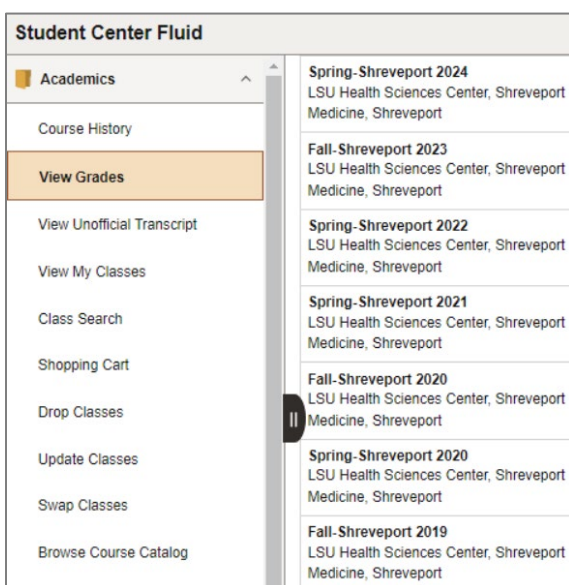 Student Center Fluid
Academics
Course History
View Grades
View Unofficial Transcript
View My Classes
Class Search
Shopping Cart
Drop Classes
Update Classes
Swap Classes
Browse Course Catalog
Spring-Shreveport 2024
LSU Health Sciences Center, Shreveport
Medicine, Shreveport
Fall-Shreveport 2023
LSU Health Sciences Center, Shreveport
Medicine, Shreveport
Spring-Shreveport 2022
LSU Health Sciences Center, Shreveport
Medicine, Shreveport
Spring-Shreveport 2021
LSU Health Sciences Center, Shreveport
Medicine, Shreveport
Fall-Shreveport 2020
LSU Health Sciences Center, Shreveport
Medicine, Shreveport
Spring-Shreveport 2020
LSU Health Sciences Center, Shreveport
Medicine, Shreveport
Fall-Shreveport 2019
LSU Health Sciences Center, Shreveport
Medicine, Shreveport